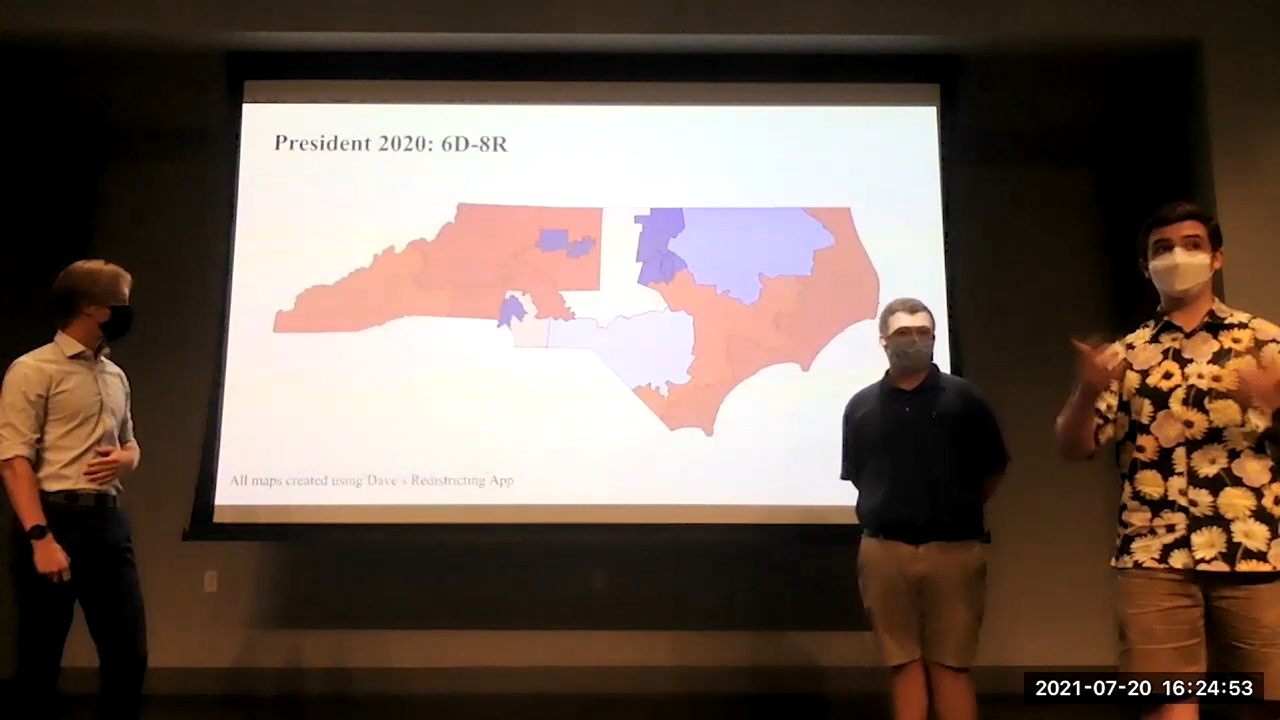 President 2020: 6D-8R
All maps created using Dave's Redistricting App
2021-07-20 16:24:53